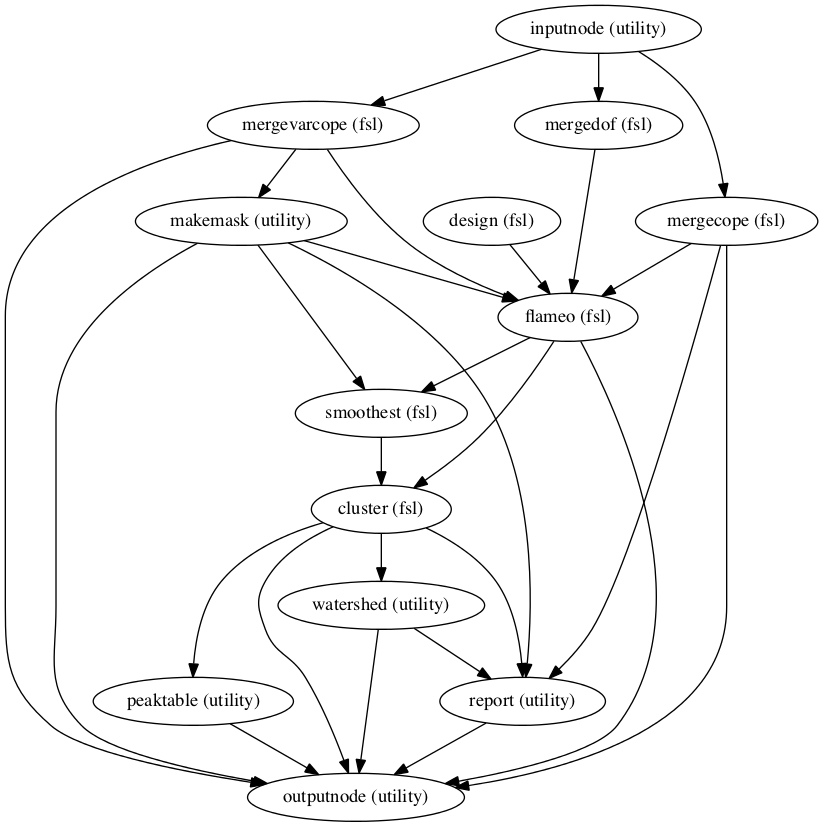 inputnode (utility)
mergevarcope (fsl)
mergedof (fsl)
makemask (utility)
design (fsl)
mergecope (fsl)
flameo (fsl)
smoothest (fsl)
cluster (fsl)
watershed (utility)
peaktable (utility)
report (utility)
outputnode (utility)